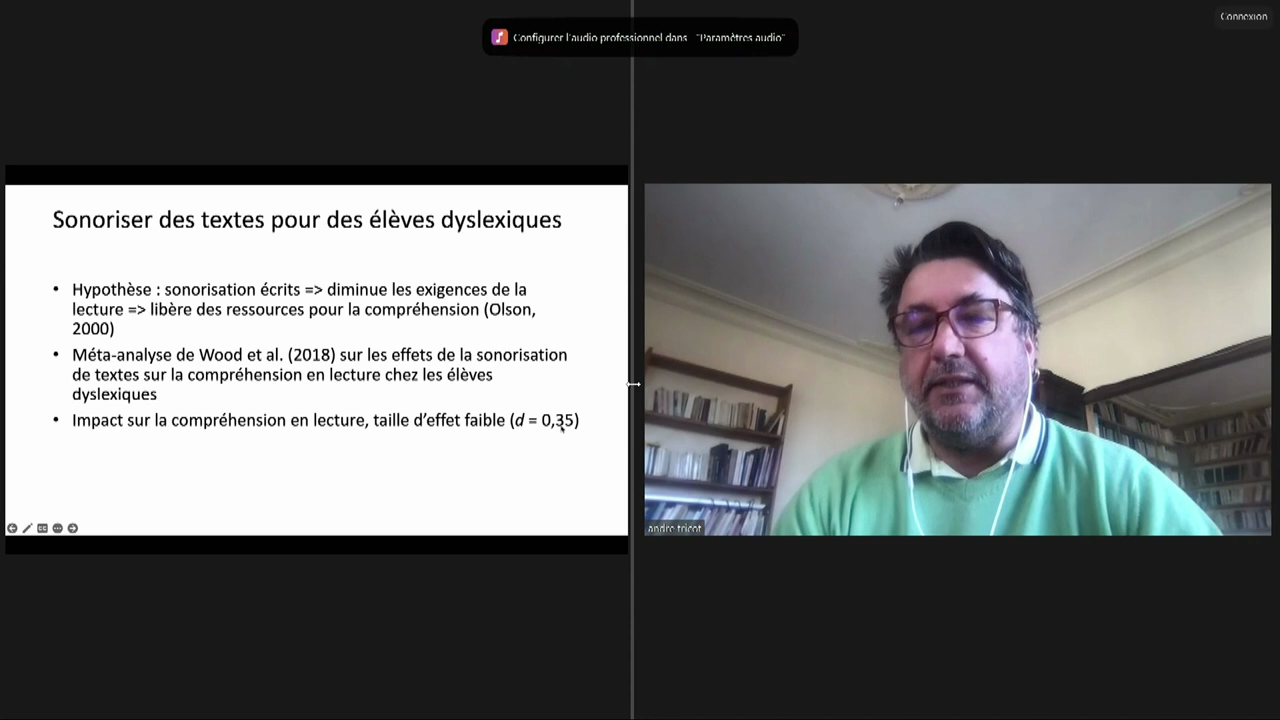 Connexion
Configurer l'audio professionnel dans "Paramètres audio"
Sonoriser des textes pour des élèves dyslexiques
• Hypothèse : sonorisation écrits => diminue les exigences de la
lecture => libère des ressources pour la compréhension (Olson,
2000)
• Méta-analyse de Wood et al. (2018) sur les effets de la sonorisation
de textes sur la compréhension en lecture chez les élèves
dyslexiques
• Impact sur la compréhension en lecture, taille d'effet faible (d = 0,35)
andre tricot